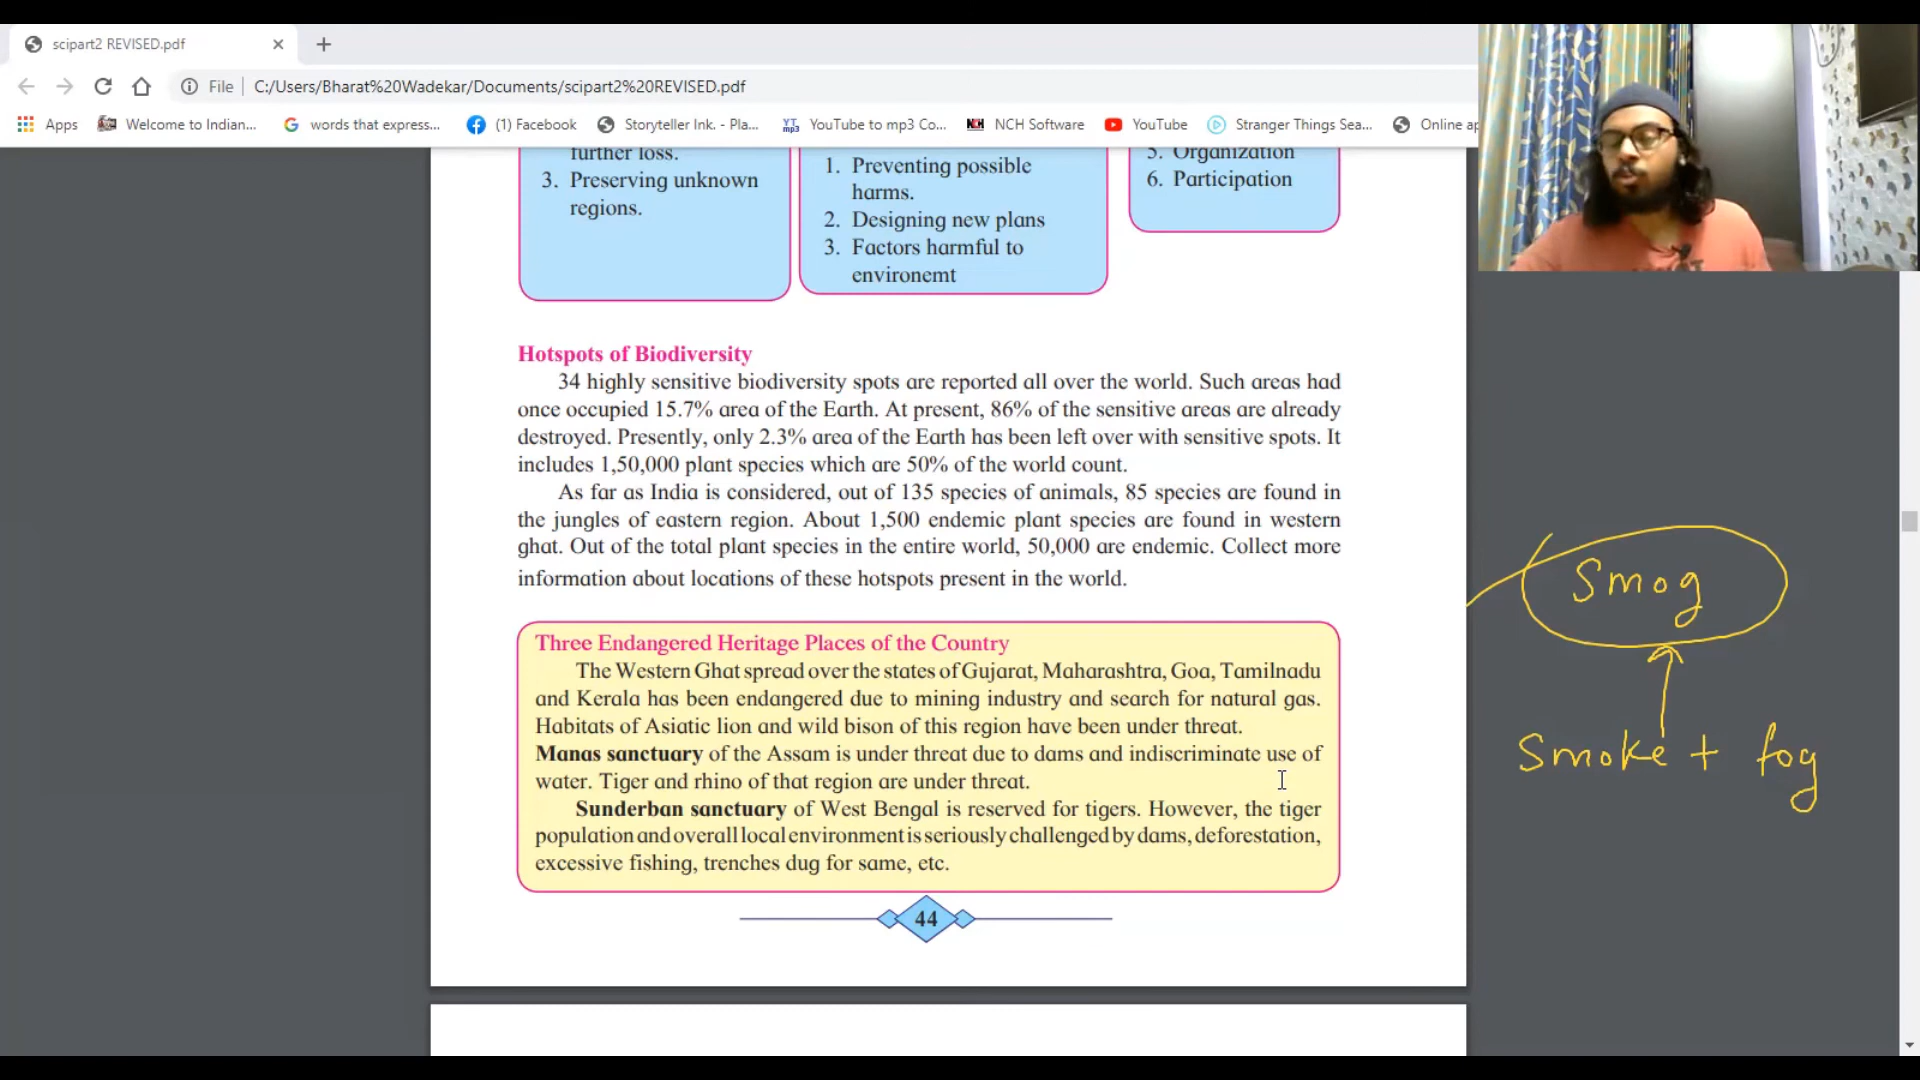 scipart2 REVISED.pdf
File C:/Users/Bharat%20Wadekar/Documents/scipart2%20REVISED.pdf
Apps Welcome to Indian... words that express... (1) Facebook Storyteller Ink. - Pla... YouTube to mp3 Co... NCH Software YouTube Stranger Things Sea... Online ap
further loss.
3. Preserving unknown
regions.
1. Preventing possible
harms.
2. Designing new plans
3. Factors harmful to
environemt
5. Organization
6. Participation
Hotspots of Biodiversity
34 highly sensitive biodiversity spots are reported all over the world. Such areas had
once occupied 15.7% area of the Earth. At present, 86% of the sensitive areas are already
destroyed. Presently, only 2.3% area of the Earth has been left over with sensitive spots. It
includes 1,50,000 plant species which are 50% of the world count.
As far as India is considered, out of 135 species of animals, 85 species are found in
the jungles of eastern region. About 1,500 endemic plant species are found in western
ghat. Out of the total plant species in the entire world, 50,000 are endemic. Collect more
information about locations of these hotspots present in the world.
Three Endangered Heritage Places of the Country
The Western Ghat spread over the states of Gujarat, Maharashtra, Goa, Tamilnadu
and Kerala has been endangered due to mining industry and search for natural gas.
Habitats of Asiatic lion and wild bison of this region have been under threat.
Manas sanctuary of the Assam is under threat due to dams and indiscriminate use of
water. Tiger and rhino of that region are under threat.
Sunderban sanctuary of West Bengal is reserved for tigers. However, the tiger
population and overall local environment is seriously challenged by dams, deforestation,
excessive fishing, trenches dug for same, etc.
44
Smog
Smoke + fog